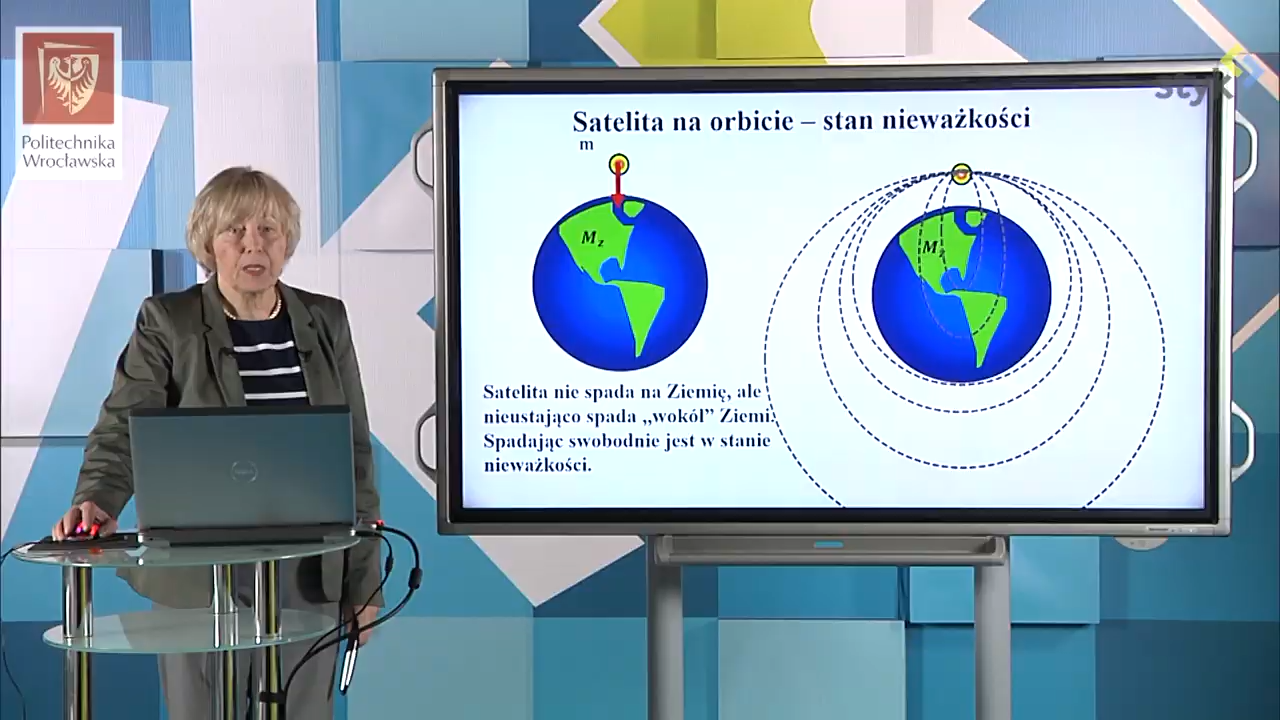 Politechnika
Wrocławska
styk
Satelita na orbicie – stan nieważkości
m
Mz
Mz
Satelita nie spada na Ziemię, ale
nieustająco spada „wokół” Ziemi.
Spadając swobodnie jest w stanie
nieważkości.